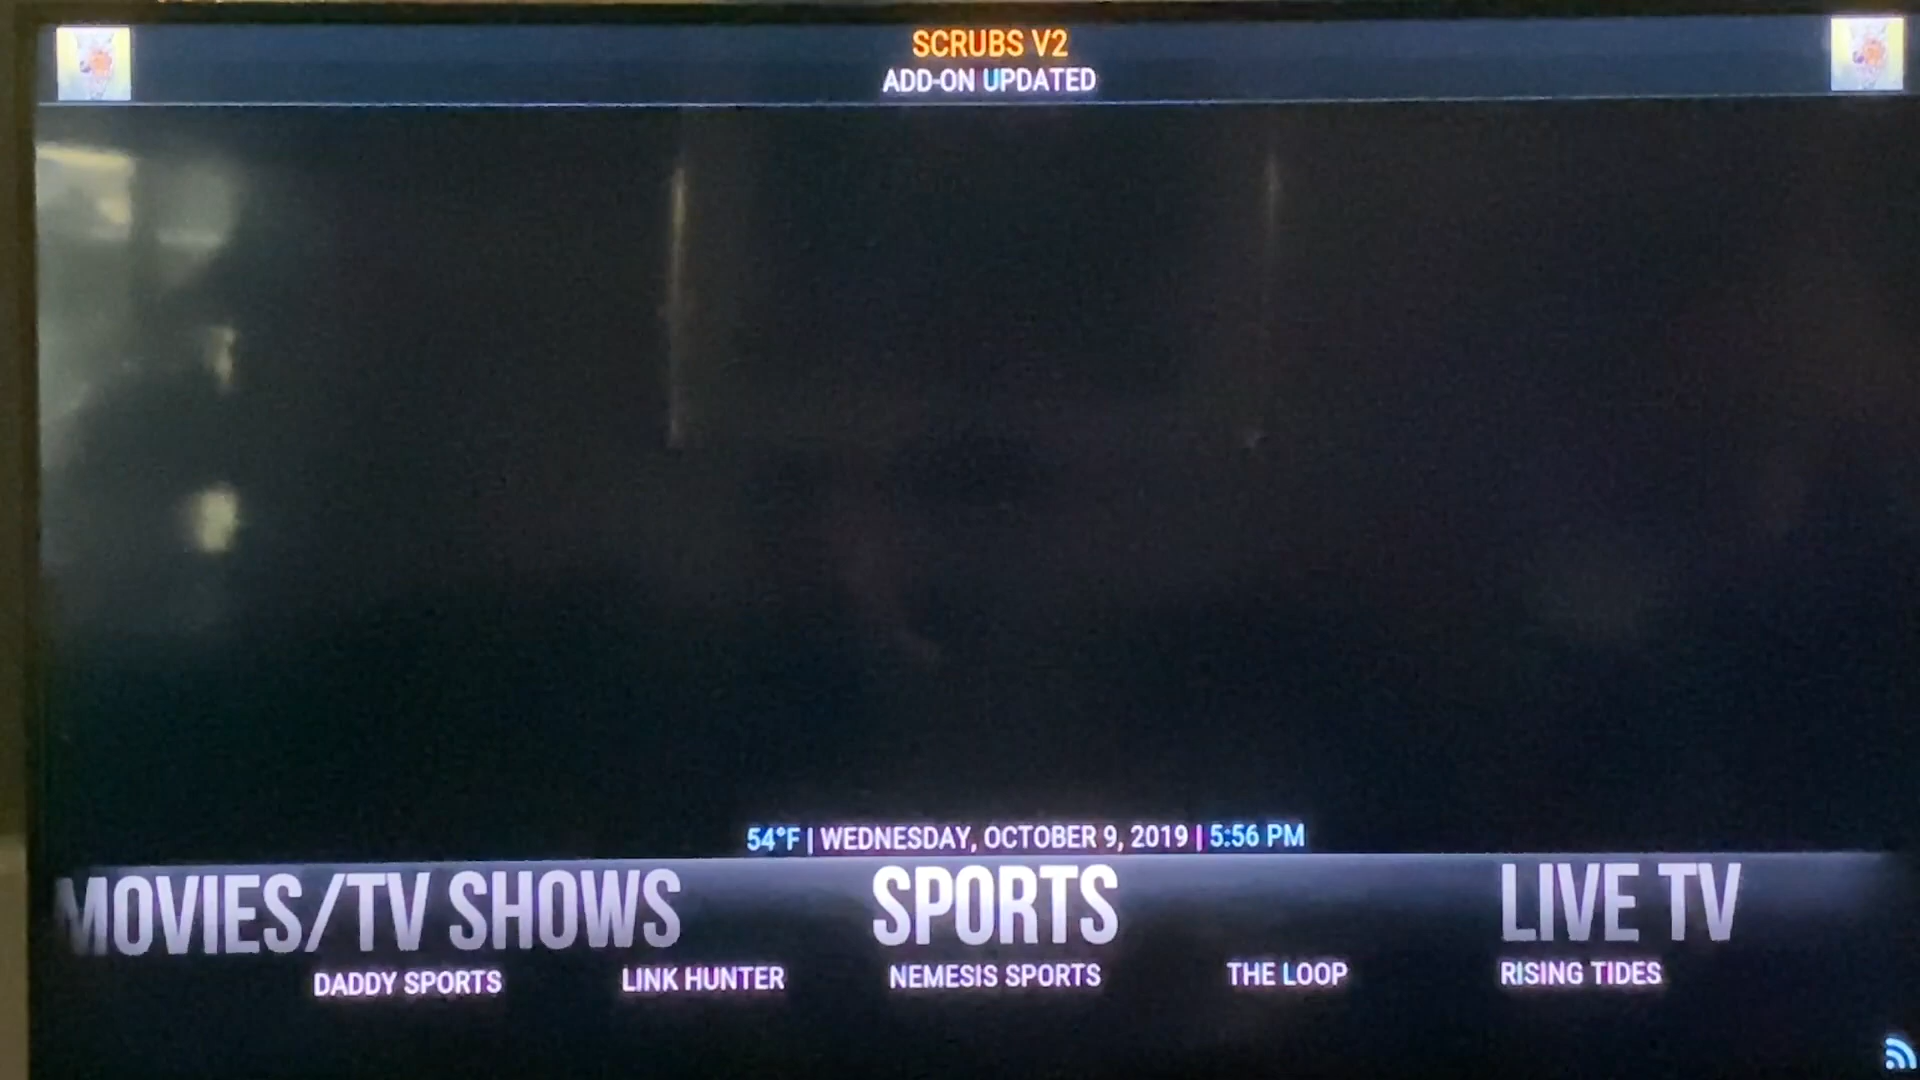 SCRUBS V2
ADD-ON UPDATED
54°F | WEDNESDAY, OCTOBER 9, 2019 | 5:56 PM
MOVIES/TV SHOWS SPORTS LIVE TV
DADDY SPORTS LINK HUNTER NEMESIS SPORTS THE LOOP RISING TIDES